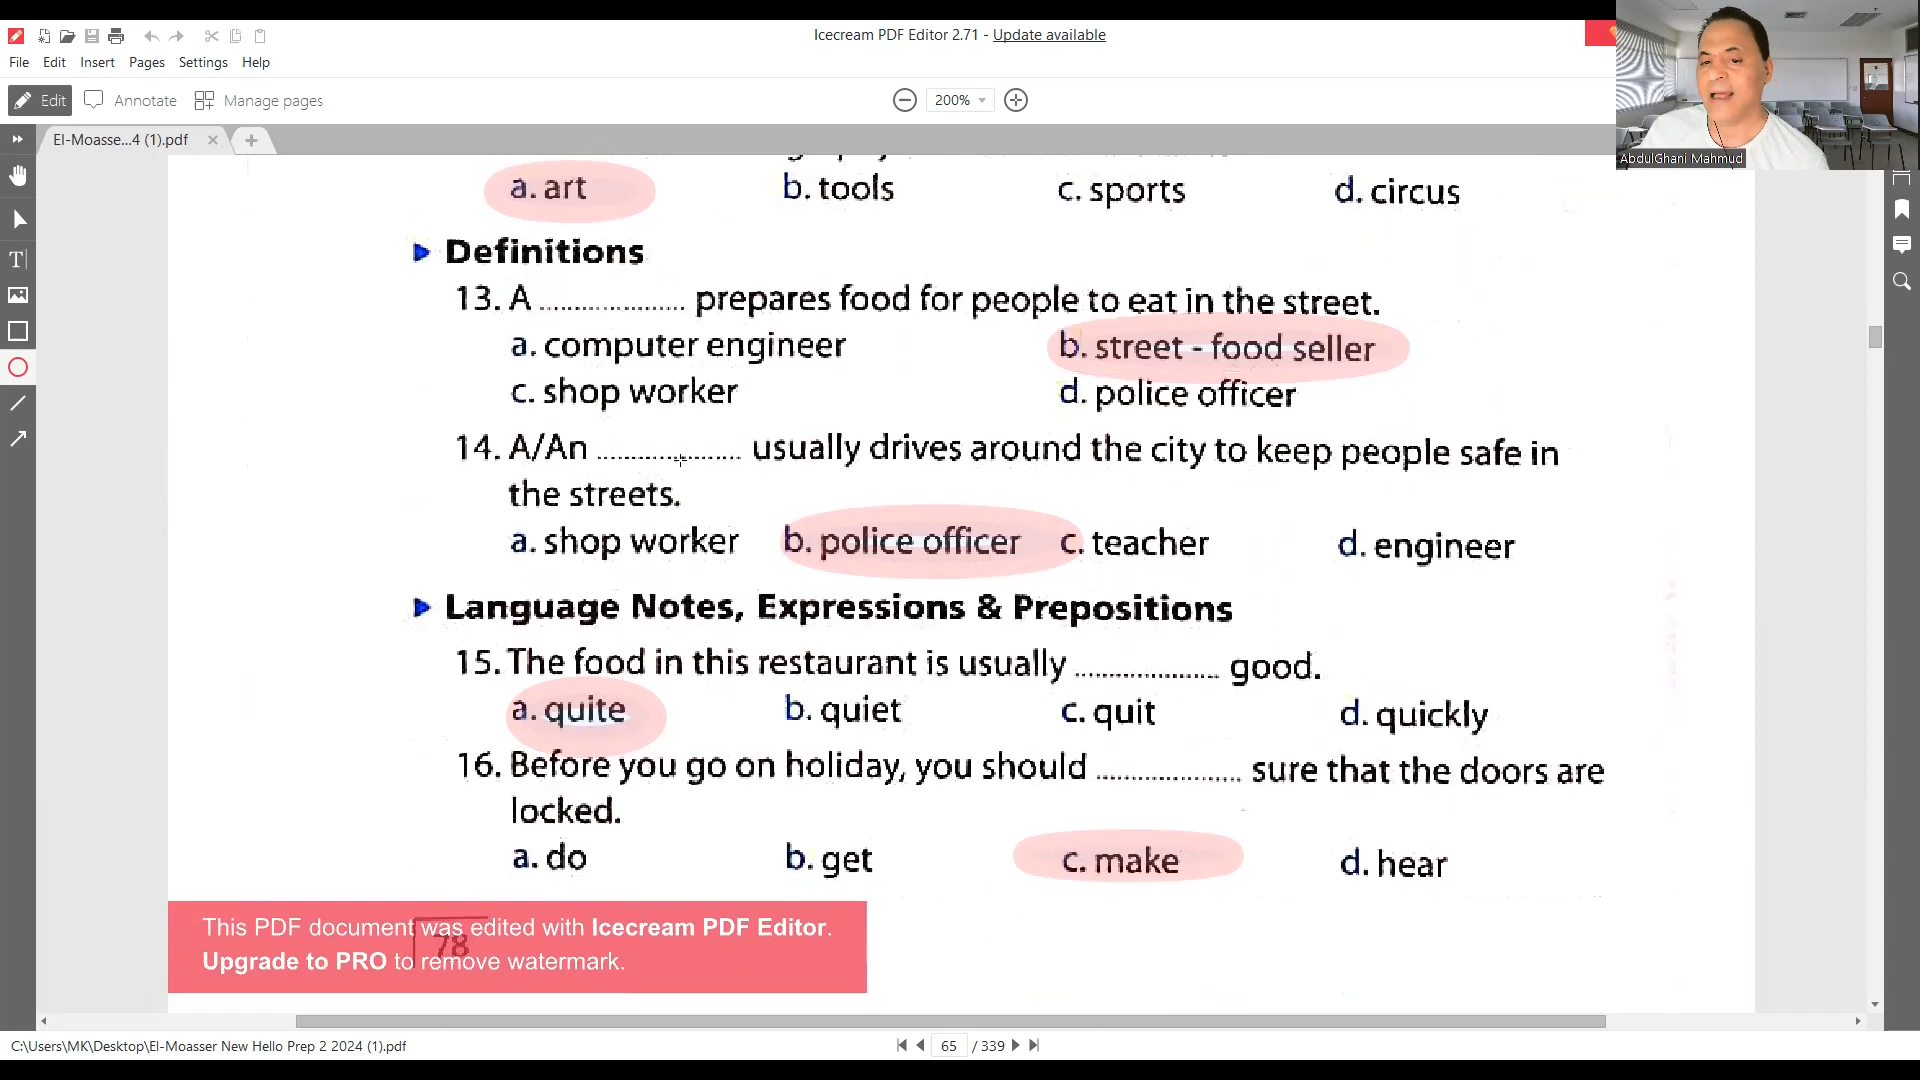 Icecream PDF Editor 2.71 - Update available
File Edit Insert Pages Settings Help
Edit Annotate Manage pages
200%
AbdulGhani Mahmud
El-Moasse...4 (1).pdf
a. art b. tools c. sports d. circus
Definitions
13. A .................. prepares food for people to eat in the street.
a. computer engineer b. street - food seller
c. shop worker d. police officer
14. A/An .................. usually drives around the city to keep people safe in
the streets.
a. shop worker b. police officer c. teacher d. engineer
Language Notes, Expressions & Prepositions
15. The food in this restaurant is usually .................. good.
a. quite b. quiet c. quit d. quickly
16. Before you go on holiday, you should .................. sure that the doors are
locked.
a. do b. get c. make d. hear
This PDF document was edited with Icecream PDF Editor.
Upgrade to PRO to remove watermark.
78
C:\Users\MK\Desktop\El-Moasser New Hello Prep 2 2024 (1).pdf
65 / 339